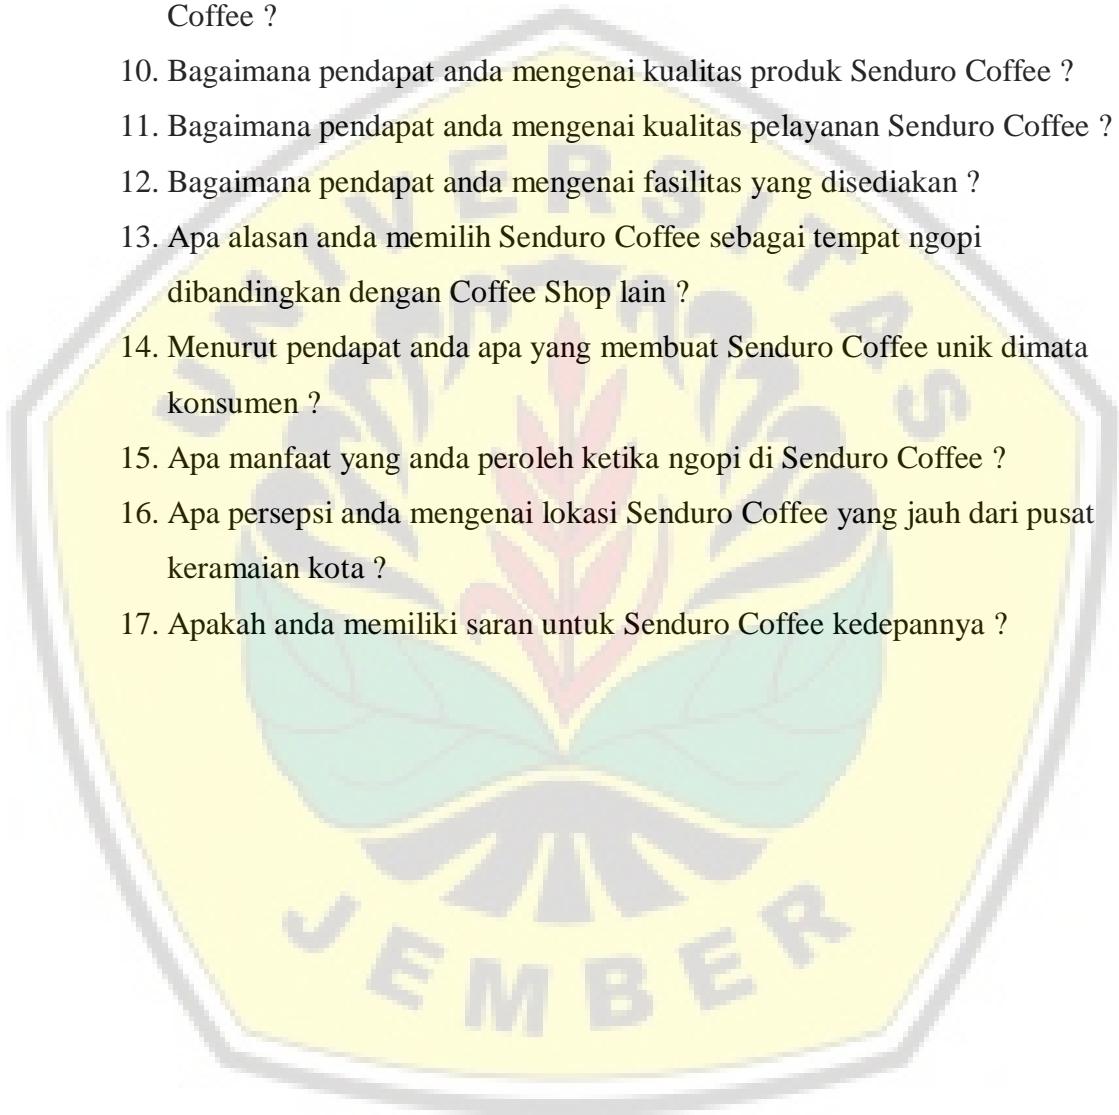 Coffee ?
10. Bagaimana pendapat anda mengenai kualitas produk Senduro Coffee ?
11. Bagaimana pendapat anda mengenai kualitas pelayanan Senduro Coffee ?
12. Bagaimana pendapat anda mengenai fasilitas yang disediakan ?
13. Apa alasan anda memilih Senduro Coffee sebagai tempat ngopi
dibandingkan dengan Coffee Shop lain ?
14. Menurut pendapat anda apa yang membuat Senduro Coffee unik dimata
konsumen ?
15. Apa manfaat yang anda peroleh ketika ngopi di Senduro Coffee ?
16. Apa persepsi anda mengenai lokasi Senduro Coffee yang jauh dari pusat
keramaian kota ?
17. Apakah anda memiliki saran untuk Senduro Coffee kedepannya ?
UNIVERSITAS
JEMBER